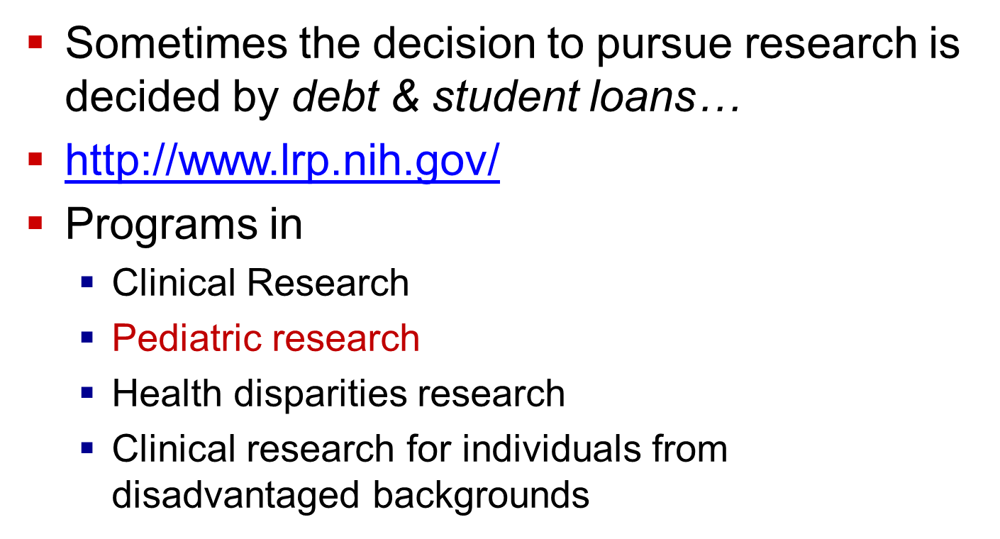 Sometimes the decision to pursue research is
decided by debt & student loans…
http://www.lrp.nih.gov/
Programs in
Clinical Research
Pediatric research
Health disparities research
Clinical research for individuals from
disadvantaged backgrounds